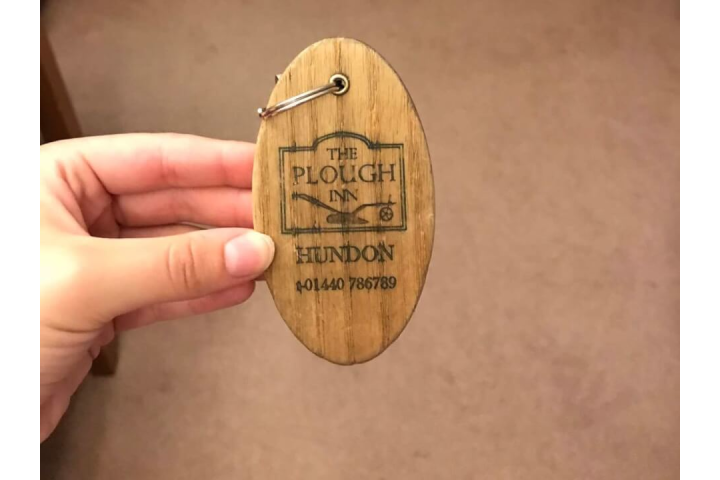 THE
PLOUGH
INN
HUNDON
01440 786789